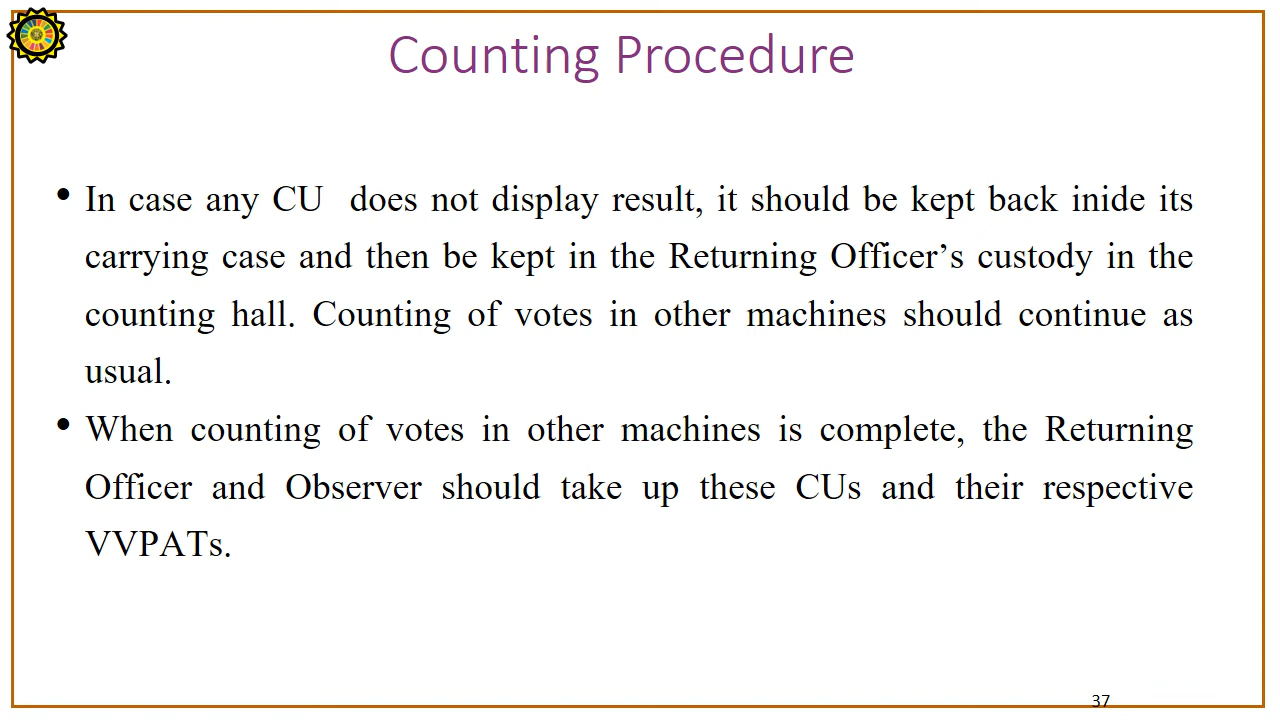 Counting Procedure
• In case any CU does not display result, it should be kept back inide its
carrying case and then be kept in the Returning Officer’s custody in the
counting hall. Counting of votes in other machines should continue as
usual.
• When counting of votes in other machines is complete, the Returning
Officer and Observer should take up these CUs and their respective
VVPATs.
37